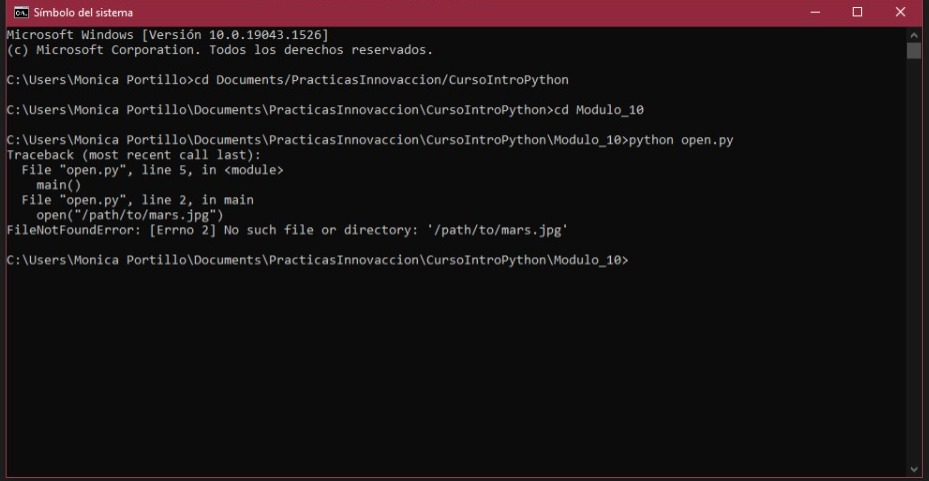 Símbolo del sistema
Microsoft Windows [Versión 10.0.19043.1526]
(c) Microsoft Corporation. Todos los derechos reservados.
C:\Users\Monica Portillo>cd Documents/PracticasInnovaccion/CursoIntroPython
C:\Users\Monica Portillo\Documents\PracticasInnovaccion\CursoIntroPython>cd Modulo_10
C:\Users\Monica Portillo\Documents\PracticasInnovaccion\CursoIntroPython\Modulo_10>python open.py
Traceback (most recent call last):
  File "open.py", line 5, in <module>
    main()
  File "open.py", line 2, in main
    open("/path/to/mars.jpg")
FileNotFoundError: [Errno 2] No such file or directory: '/path/to/mars.jpg'
C:\Users\Monica Portillo\Documents\PracticasInnovaccion\CursoIntroPython\Modulo_10>